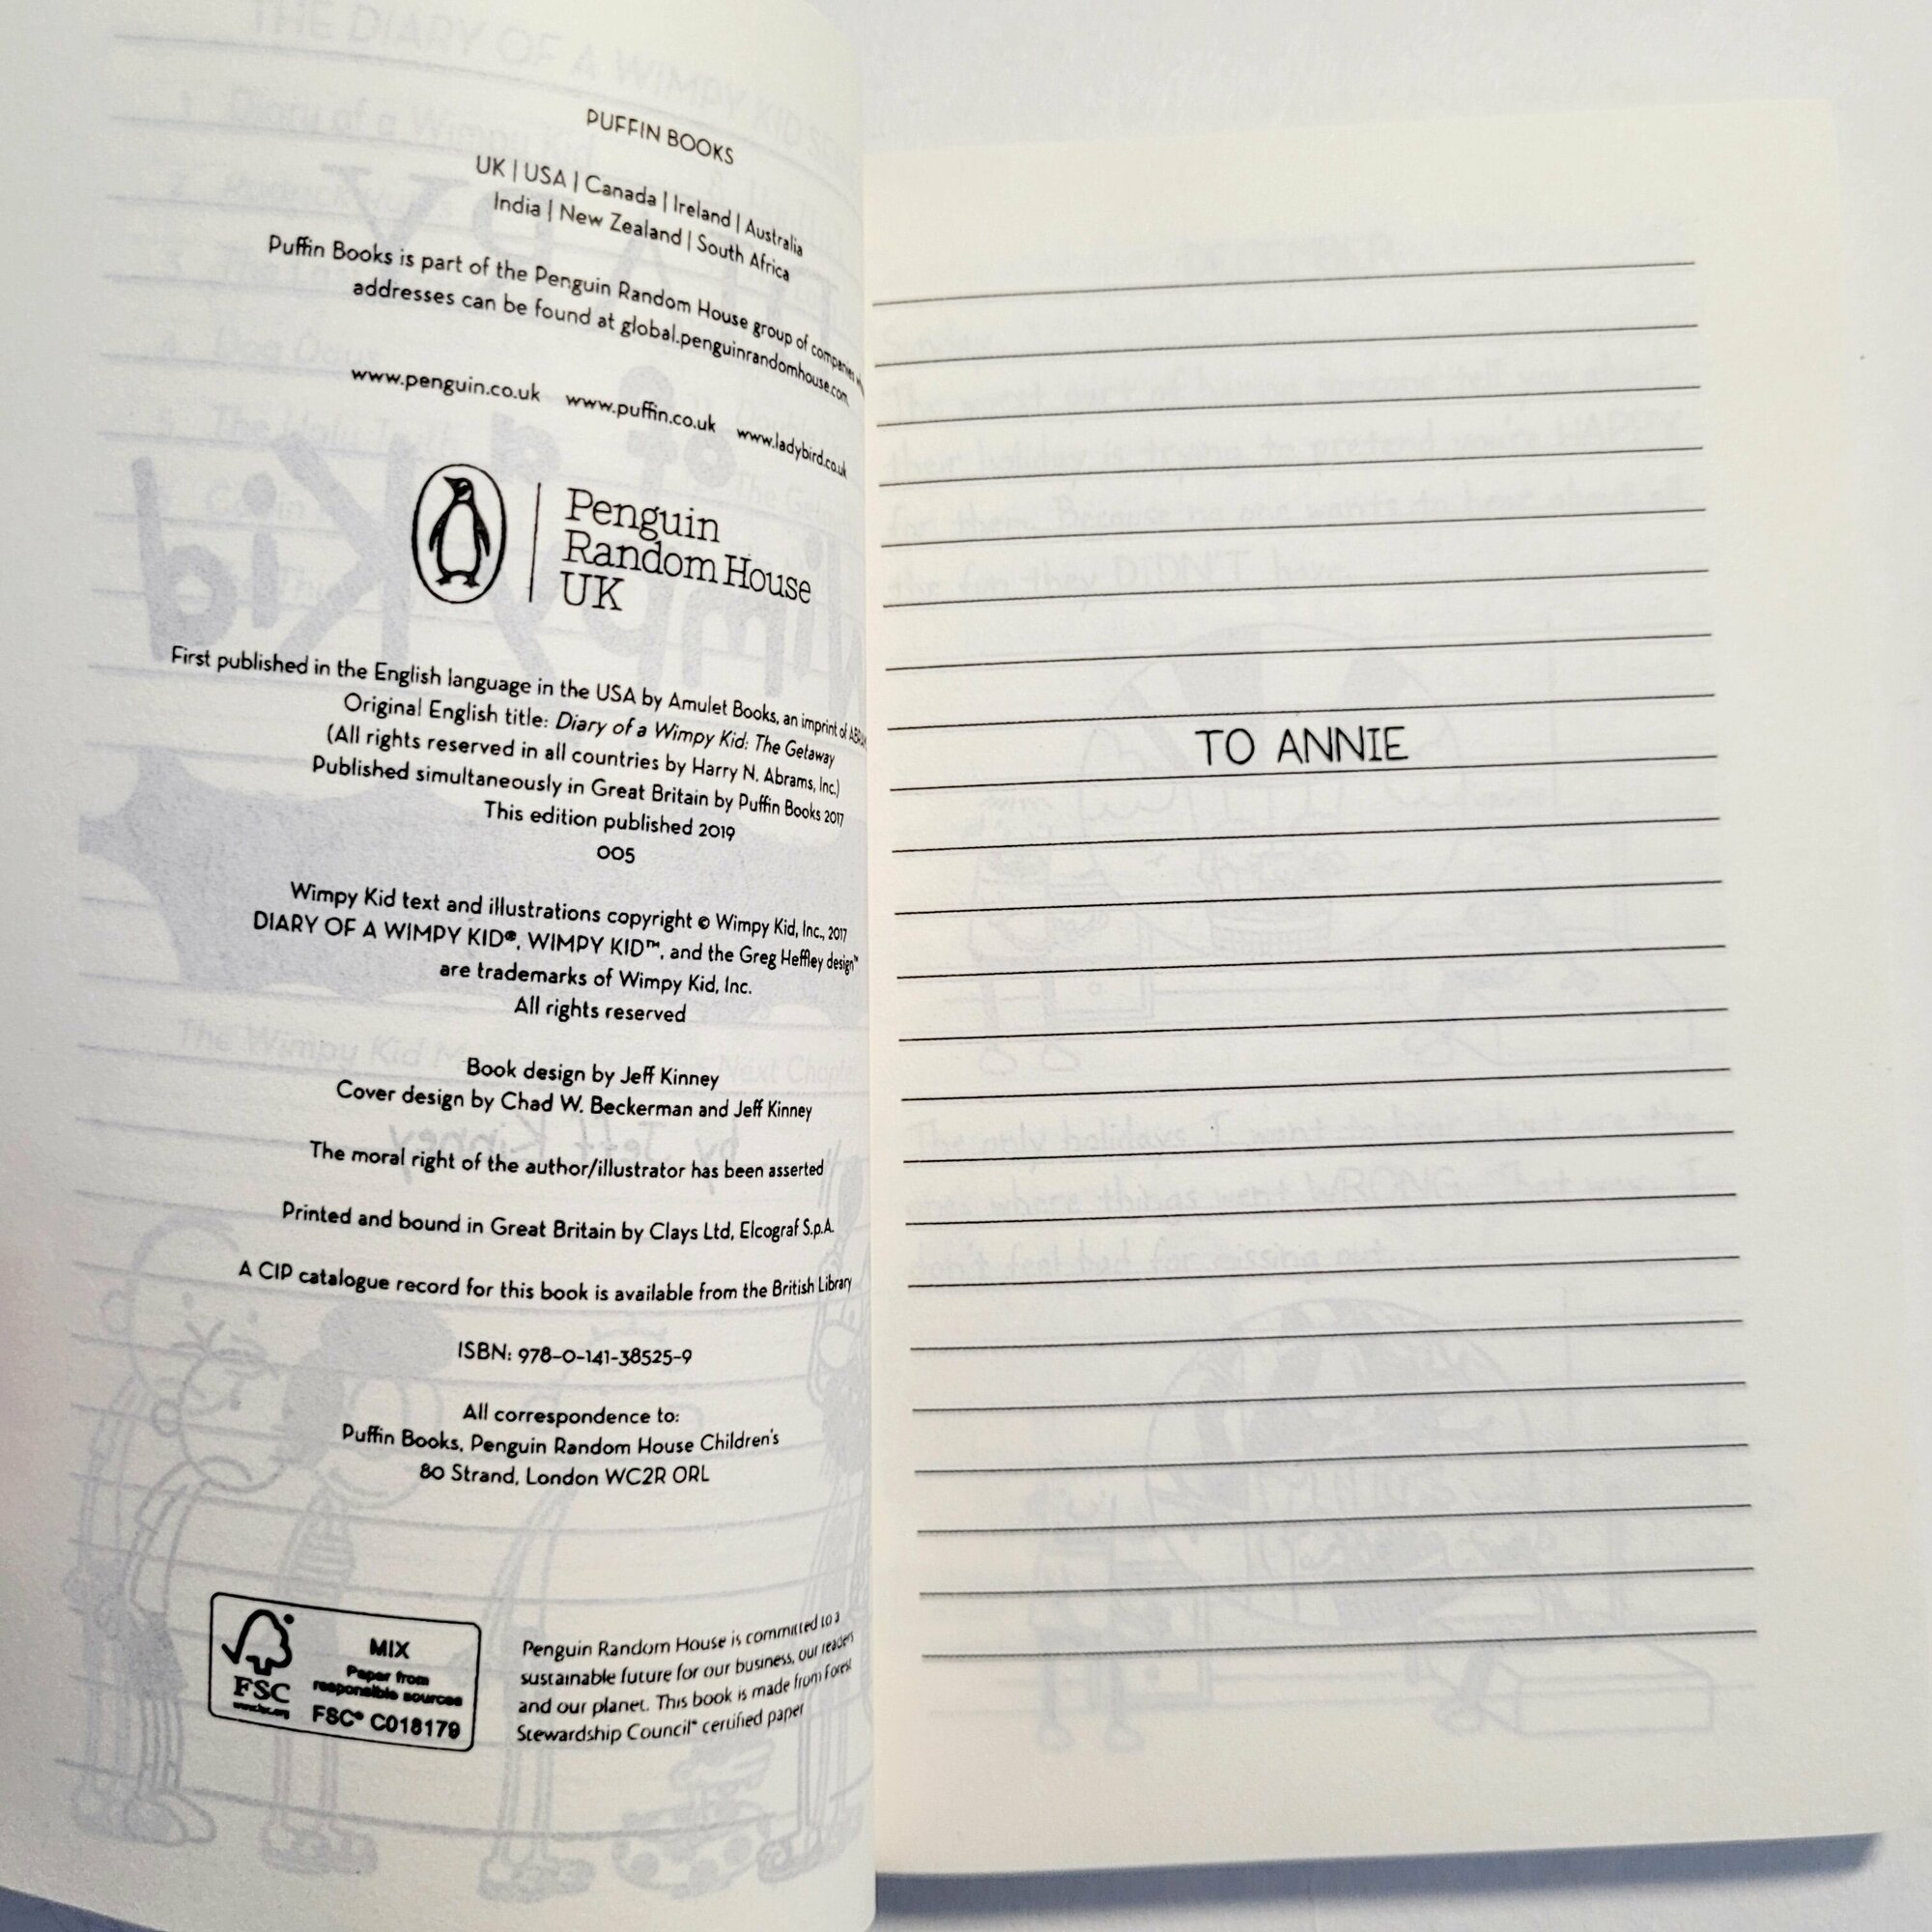 PUFFIN BOOKS
UK | USA | Canada | Ireland | Australia
India | New Zealand | South Africa
Puffin Books is part of the Penguin Random House group of companies
addresses can be found at global.penguinrandomhouse.com.
www.penguin.co.uk www.puffin.co.uk www.ladybird.co.uk
Penguin
Random House
UK
First published in the English language in the USA by Amulet Books, an imprint of
Original English title: Diary of a Wimpy Kid: The Getaway
(All rights reserved in all countries by Harry N. Abrams, Inc.)
Published simultaneously in Great Britain by Puffin Books 2017
This edition published 2019
005
Wimpy Kid text and illustrations copyright © Wimpy Kid, Inc., 2017
DIARY OF A WIMPY KID®, WIMPY KID™, and the Greg Heffley design™
are trademarks of Wimpy Kid, Inc.
All rights reserved
Book design by Jeff Kinney
Cover design by Chad W. Beckerman and Jeff Kinney
The moral right of the author/illustrator has been asserted
Printed and bound in Great Britain by Clays Ltd, Elcograf S.p.A.
A CIP catalogue record for this book is available from the British Library
ISBN: 978-0-141-38525-9
All correspondence to:
Puffin Books, Penguin Random House Children's
80 Strand, London WC2R ORL
FSC
www.fsc.org
MIX
Paper from
responsible sources
FSC® C018179
Penguin Random House is committed to a
sustainable future for our business, our readers
and our planet. This book is made from Forest
Stewardship Council® certified paper
TO ANNIE